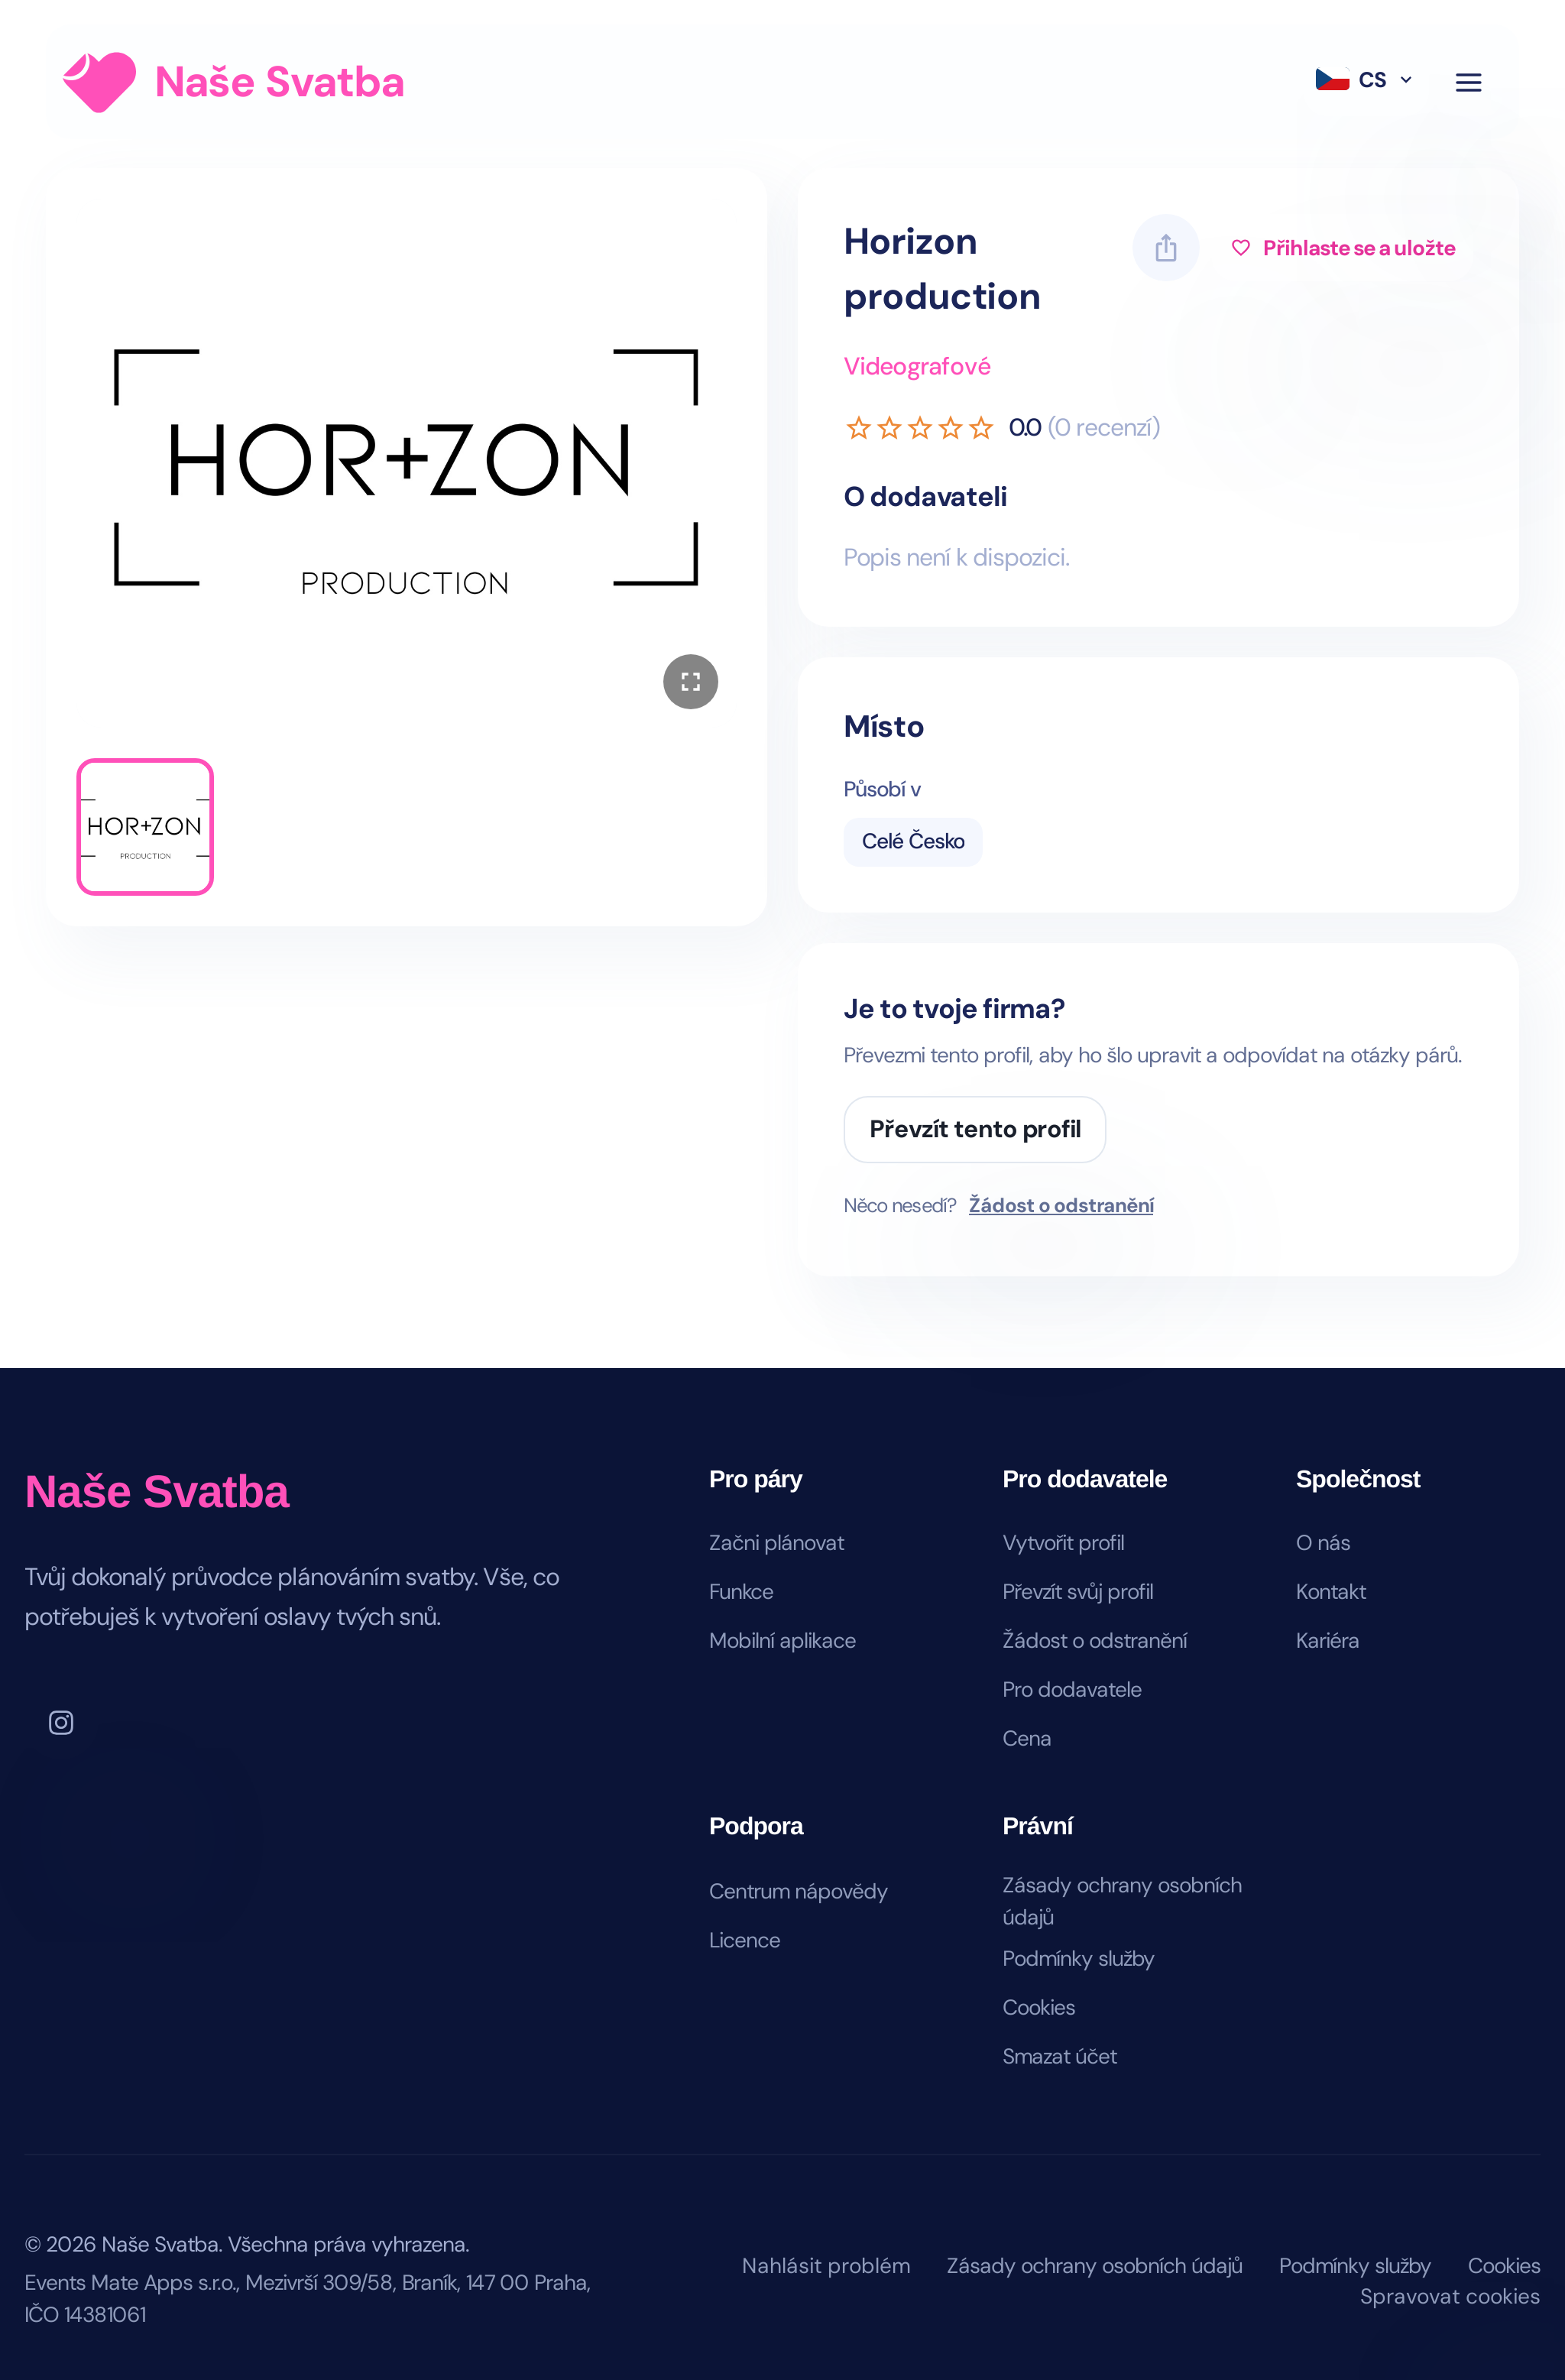 Naše Svatba
CS
HOR+ZON
PRODUCTION
HOR+ZON
PRODUCTION
Horizon
production
Přihlaste se a uložte
Videografové
0.0 (0 recenzí)
O dodavateli
Popis není k dispozici.
Místo
Působí v
Celé Česko
Je to tvoje firma?
Převezmi tento profil, aby ho šlo upravit a odpovídat na otázky párů.
Převzít tento profil
Něco nesedí? Žádost o odstranění
Naše Svatba
Tvůj dokonalý průvodce plánováním svatby. Vše, co
potřebuješ k vytvoření oslavy tvých snů.
Pro páry
Začni plánovat
Funkce
Mobilní aplikace
Pro dodavatele
Vytvořit profil
Převzít svůj profil
Žádost o odstranění
Pro dodavatele
Cena
Společnost
O nás
Kontakt
Kariéra
Podpora
Centrum nápovědy
Licence
Právní
Zásady ochrany osobních
údajů
Podmínky služby
Cookies
Smazat účet
© 2026 Naše Svatba. Všechna práva vyhrazena.
Events Mate Apps s.r.o., Mezivrší 309/58, Braník, 147 00 Praha,
IČO 14381061
Nahlásit problém Zásady ochrany osobních údajů Podmínky služby Cookies
Spravovat cookies